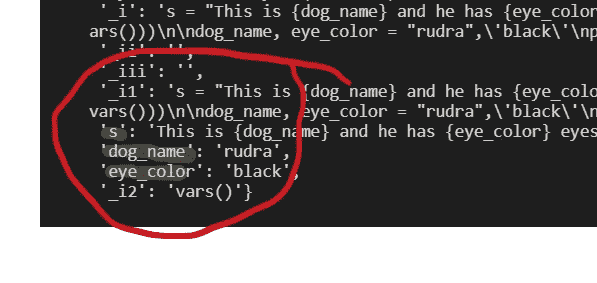 '_i': 's = "This is {dog_name} and he has {eye_color
ars()))\n\ndog_name, eye_color = "rudra",\'black\'\np
'_ii': '',
'_iii': '',
'_i1': 's = "This is {dog_name} and he has {eye_colo
vars()))\n\ndog_name, eye_color = "rudra",\'black\'\n
's': 'This is {dog_name} and he has {eye_color} eyes
'dog_name': 'rudra',
'eye_color': 'black',
'_i2': 'vars()'}